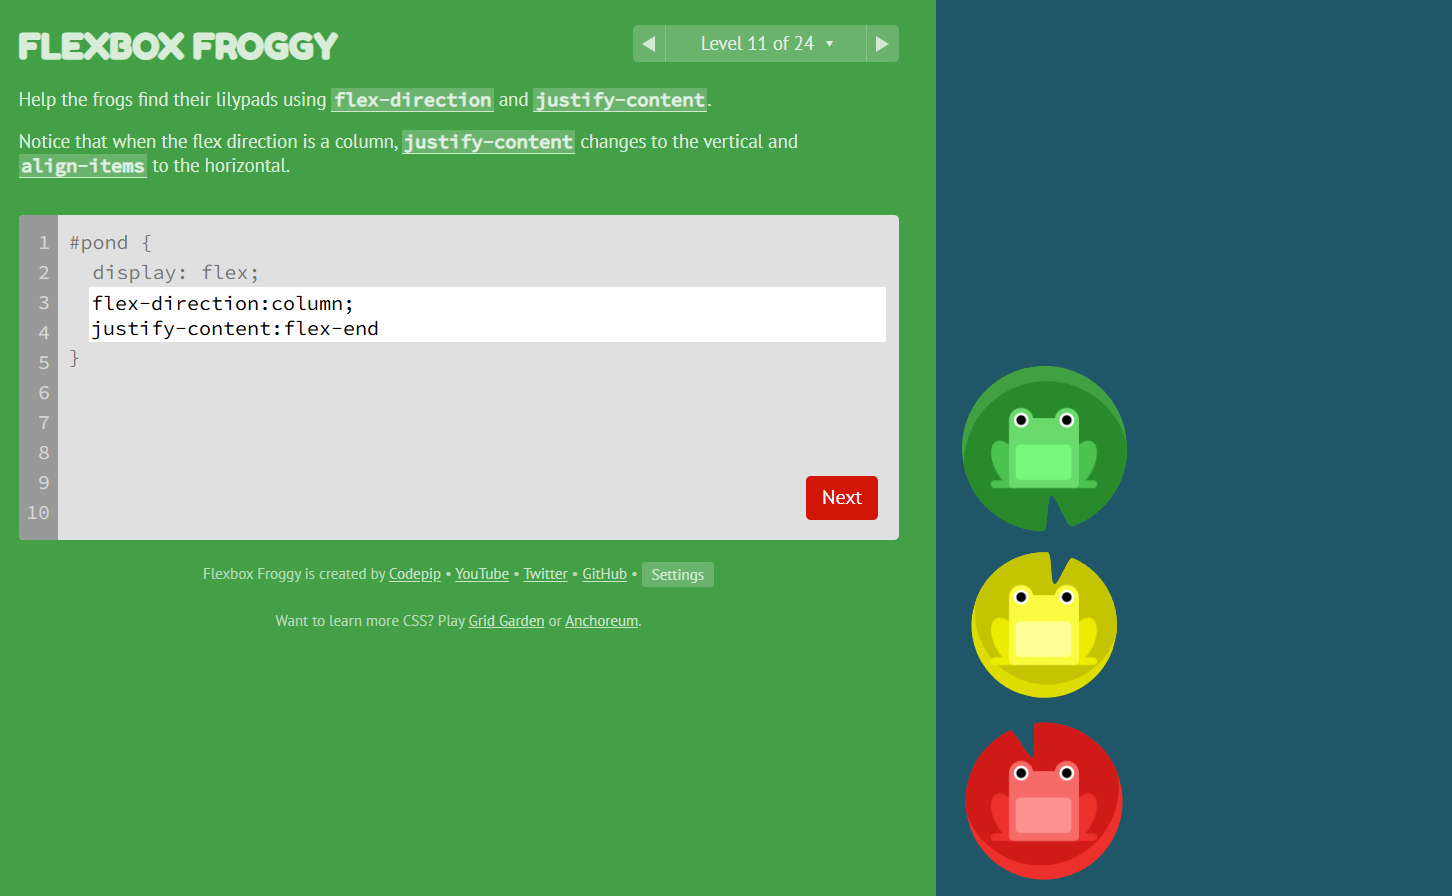 FLEXBOX FROGGY
Level 11 of 24
Help the frogs find their lilypads using flex-direction and justify-content.
Notice that when the flex direction is a column, justify-content changes to the vertical and
align-items to the horizontal.
1 #pond {
2 display: flex;
3 flex-direction:column;
4 justify-content:flex-end
5 }
6
7
8
9
10
Next
Flexbox Froggy is created by Codepip • YouTube • Twitter • GitHub • Settings
Want to learn more CSS? Play Grid Garden or Anchoreum.